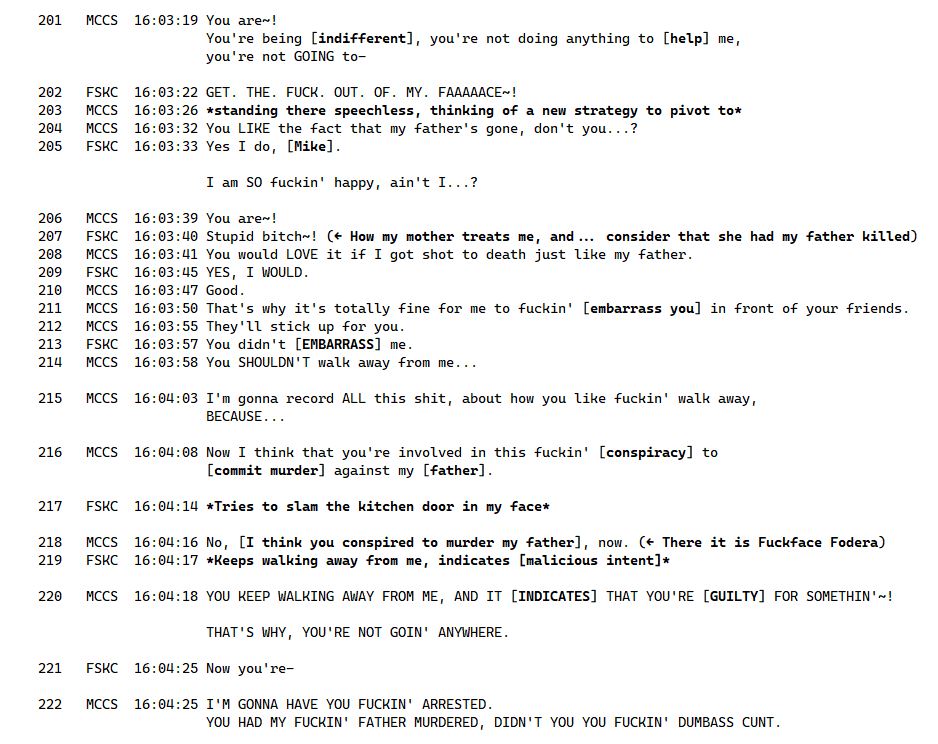 201 MCCS 16:03:19 You are~!
You're being [indifferent], you're not doing anything to [help] me,
you're not GOING to-
202 FSKC 16:03:22 GET. THE. FUCK. OUT. OF. MY. FAAAAACE~!
203 MCCS 16:03:26 *standing there speechless, thinking of a new strategy to pivot to*
204 MCCS 16:03:32 You LIKE the fact that my father's gone, don't you...?
205 FSKC 16:03:33 Yes I do, [Mike].
I am SO fuckin' happy, ain't I...?
206 MCCS 16:03:39 You are~!
207 FSKC 16:03:40 Stupid bitch~! (← How my mother treats me, and... consider that she had my father killed)
208 MCCS 16:03:41 You would LOVE it if I got shot to death just like my father.
209 FSKC 16:03:45 YES, I WOULD.
210 MCCS 16:03:47 Good.
211 MCCS 16:03:50 That's why it's totally fine for me to fuckin' [embarrass you] in front of your friends.
212 MCCS 16:03:55 They'll stick up for you.
213 FSKC 16:03:57 You didn't [EMBARRASS] me.
214 MCCS 16:03:58 You SHOULDN'T walk away from me...
215 MCCS 16:04:03 I'm gonna record ALL this shit, about how you like fuckin' walk away,
BECAUSE...
216 MCCS 16:04:08 Now I think that you're involved in this fuckin' [conspiracy] to
[commit murder] against my [father].
217 FSKC 16:04:14 *Tries to slam the kitchen door in my face*
218 MCCS 16:04:16 No, [I think you conspired to murder my father], now. (← There it is Fuckface Fodera)
219 FSKC 16:04:17 *Keeps walking away from me, indicates [malicious intent]*
220 MCCS 16:04:18 YOU KEEP WALKING AWAY FROM ME, AND IT [INDICATES] THAT YOU'RE [GUILTY] FOR SOMETHIN'~!
THAT'S WHY, YOU'RE NOT GOIN' ANYWHERE.
221 FSKC 16:04:25 Now you're-
222 MCCS 16:04:25 I'M GONNA HAVE YOU FUCKIN' ARRESTED.
YOU HAD MY FUCKIN' FATHER MURDERED, DIDN'T YOU YOU FUCKIN' DUMBASS CUNT.